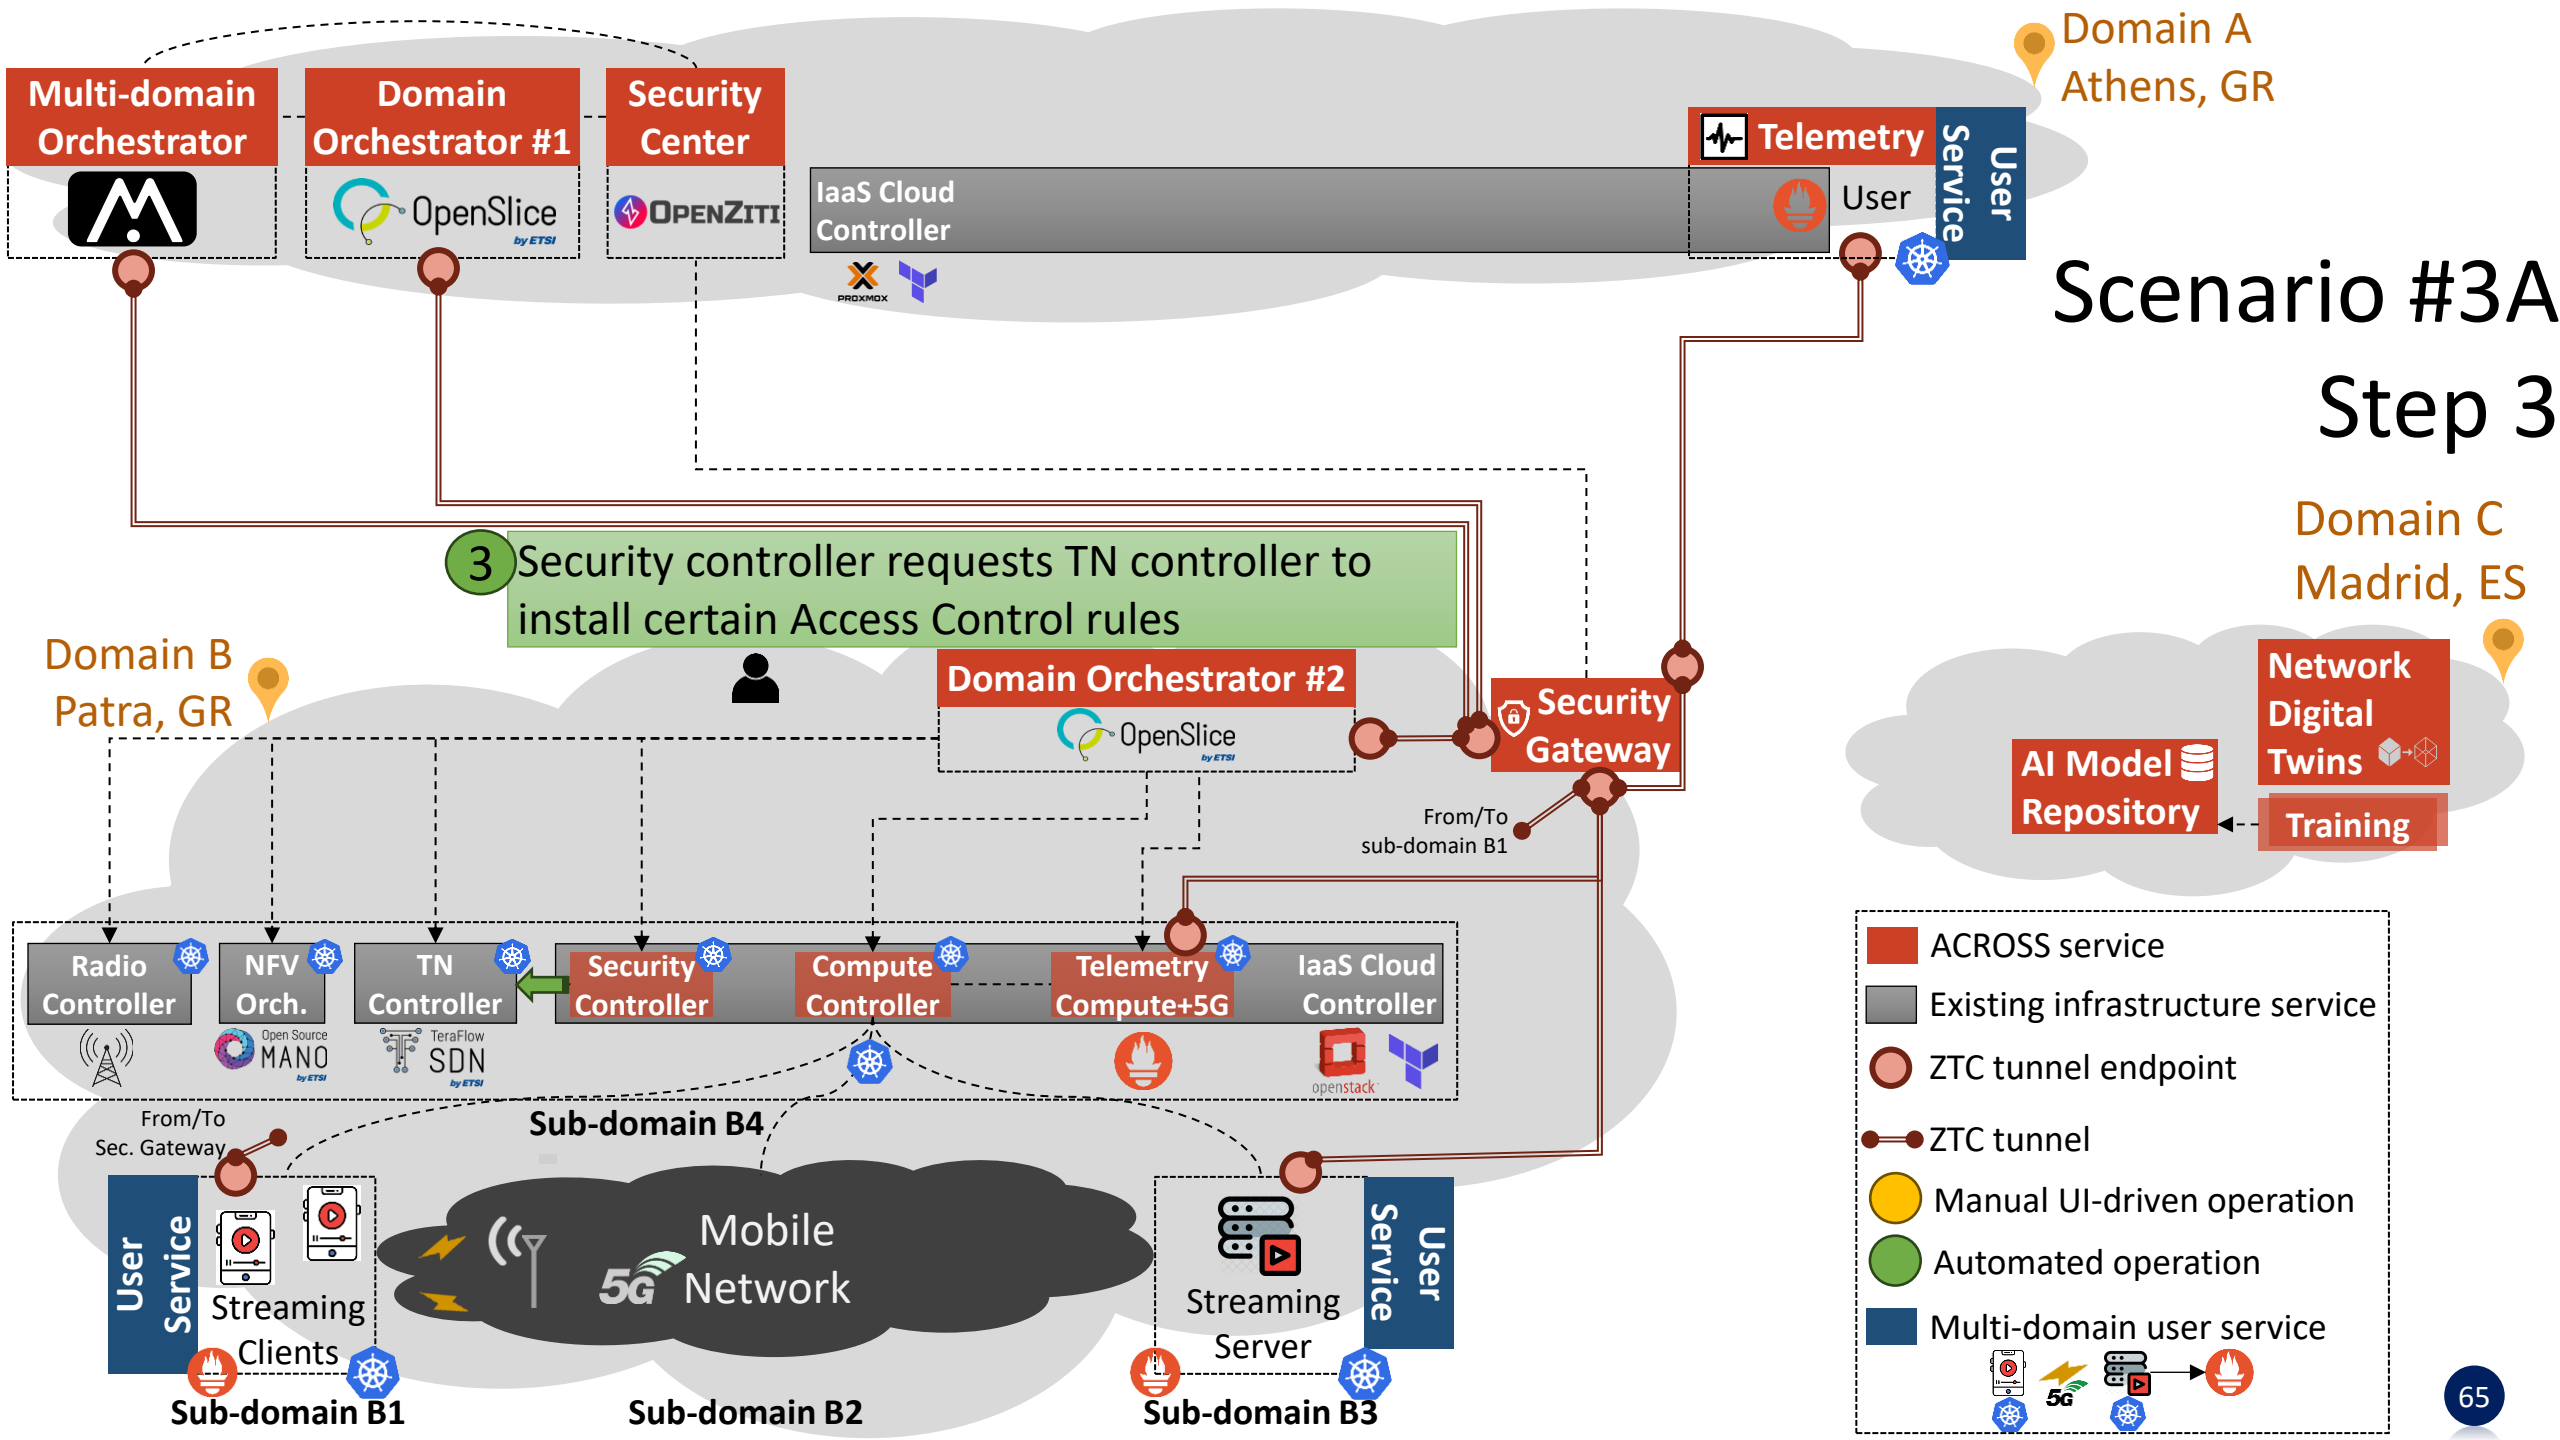 Domain A
Athens, GR
Multi-domain
Orchestrator
Domain
Orchestrator #1
OpenSlice
by ETSI
Security
Center
OPENZITI
IaaS Cloud
Controller
PROXMOX
Telemetry
User
User
Service
Scenario #3A
Step 3
3
Security controller requests TN controller to
install certain Access Control rules
Domain C
Madrid, ES
Network
Digital
Twins
AI Model
Repository
Training
Domain B
Patra, GR
Domain Orchestrator #2
OpenSlice
by ETSI
Security
Gateway
From/To
sub-domain B1
Radio
Controller
NFV
Orch.
Open Source
MANO
by ETSI
TN
Controller
TeraFlow
SDN
by ETSI
Security
Controller
Compute
Controller
Telemetry
Compute+5G
IaaS Cloud
Controller
openstack
Sub-domain B4
From/To
Sec. Gateway
User
Service
Streaming
Clients
Sub-domain B1
5G
Mobile
Network
Sub-domain B2
Streaming
Server
User
Service
Sub-domain B3
ACROSS service
Existing infrastructure service
ZTC tunnel endpoint
ZTC tunnel
Manual UI-driven operation
Automated operation
Multi-domain user service
5G
65